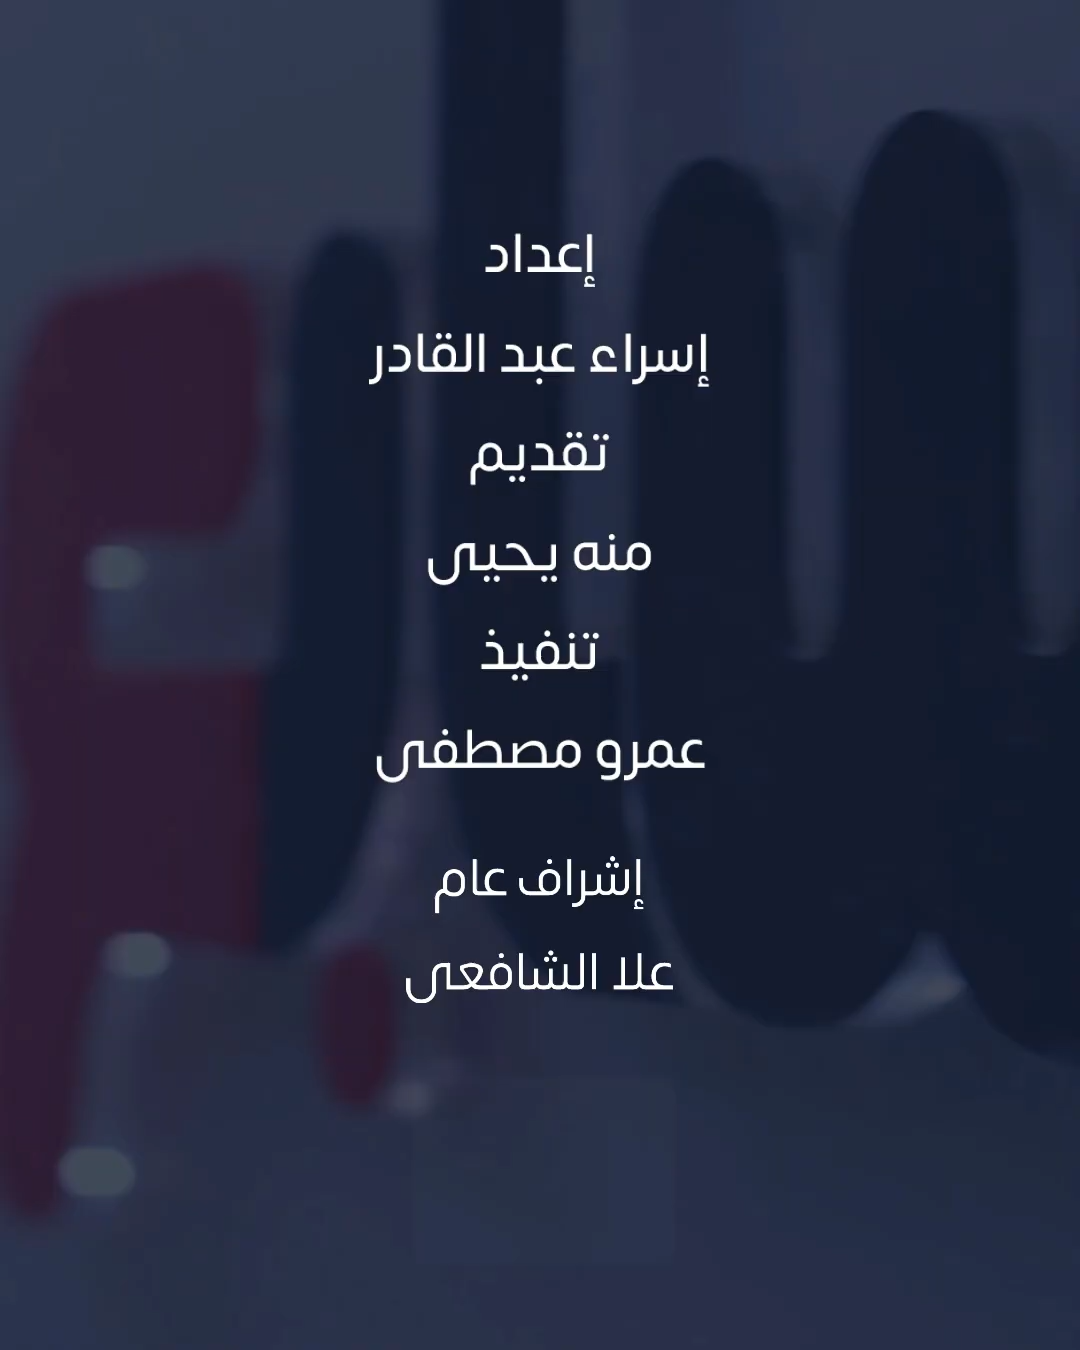 إعداد
إسراء عبد القادر
تقديم
منه يحيى
تنفيذ
عمرو مصطفى
إشراف عام
علا الشافعى